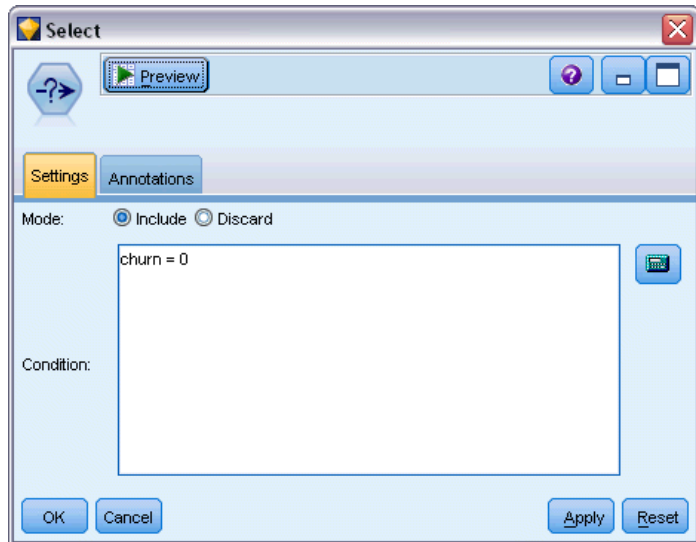 Select
Preview
Settings Annotations
Mode: Include Discard
churn = 0
Condition:
OK Cancel Apply Reset